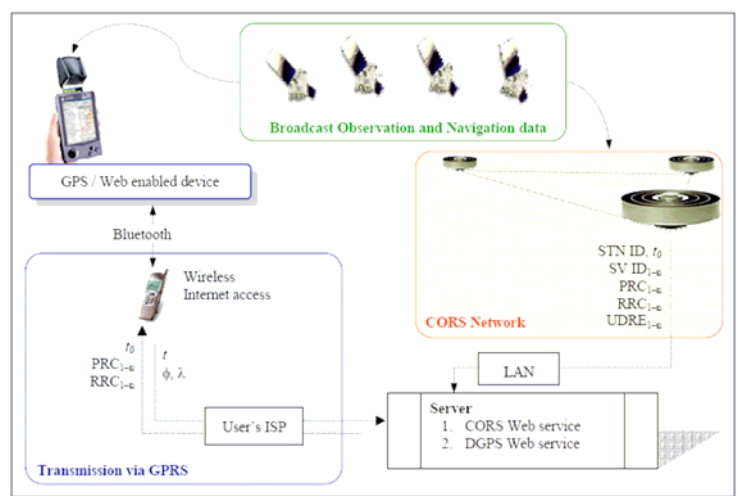 Broadcast Observation and Navigation data
GPS / Web enabled device
Bluetooth
Wireless
Internet access
t₀
PRC₁₋ₙ
RRC₁₋ₙ
t
ϕ, λ
User's ISP
Transmission via GPRS
STN ID, t₀
SV ID₁₋ₙ
PRC₁₋ₙ
RRC₁₋ₙ
UDRE₁₋ₙ
CORS Network
LAN
Server
1. CORS Web service
2. DGPS Web service